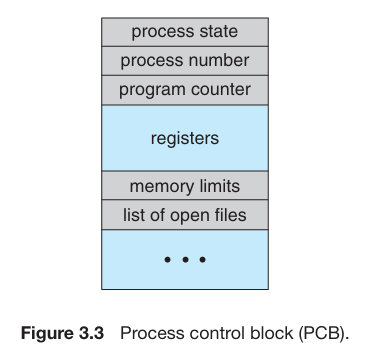 process state
process number
program counter
registers
memory limits
list of open files
• • •
Figure 3.3 Process control block (PCB).